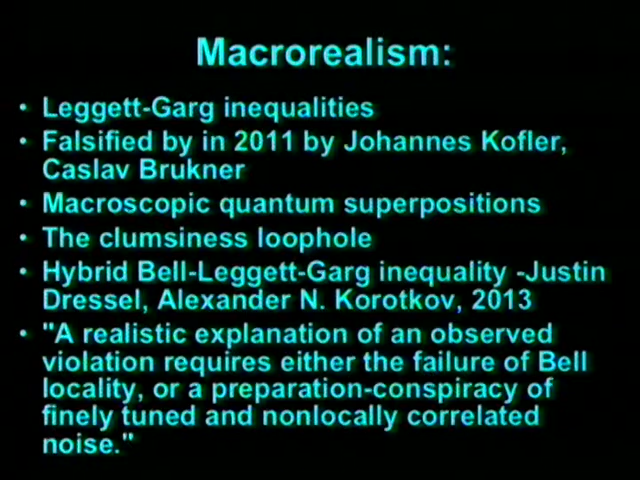 Macrorealism:
• Leggett-Garg inequalities
• Falsified by in 2011 by Johannes Kofler,
Caslav Brukner
• Macroscopic quantum superpositions
• The clumsiness loophole
• Hybrid Bell-Leggett-Garg inequality -Justin
Dressel, Alexander N. Korotkov, 2013
• "A realistic explanation of an observed
violation requires either the failure of Bell
locality, or a preparation-conspiracy of
finely tuned and nonlocally correlated
noise."